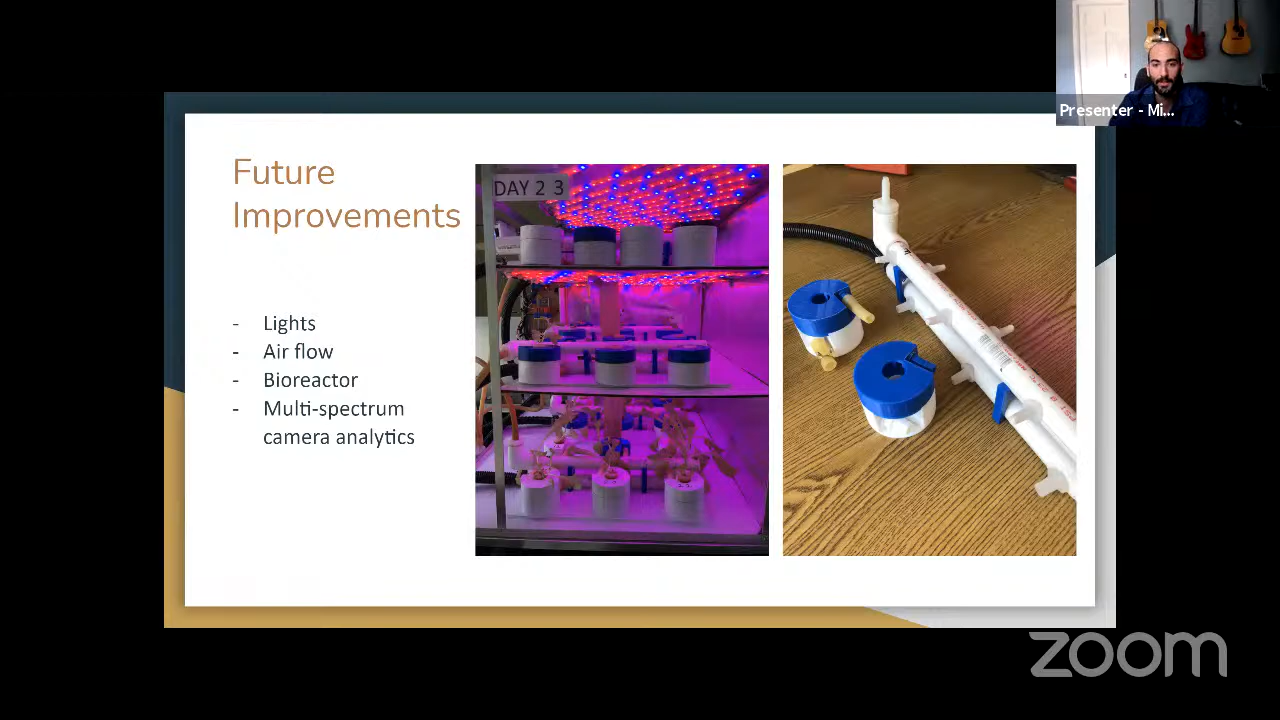 Presenter - Mi...
Future
Improvements
- Lights
- Air flow
- Bioreactor
- Multi-spectrum
camera analytics
DAY 2 3
zoom